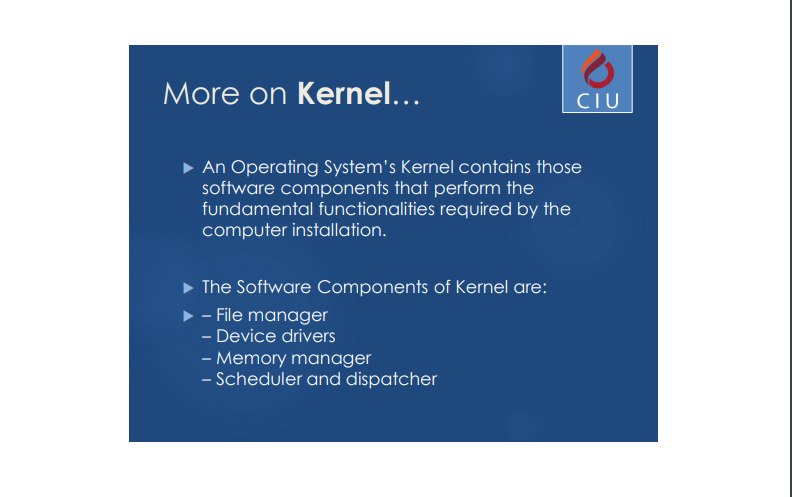 More on Kernel...
CIU
An Operating System's Kernel contains those
software components that perform the
fundamental functionalities required by the
computer installation.
The Software Components of Kernel are:
– File manager
– Device drivers
– Memory manager
– Scheduler and dispatcher